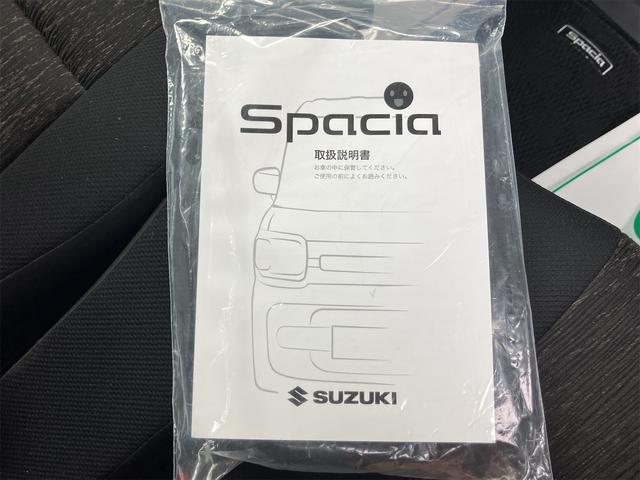 Spacia
取扱説明書
お車の中に保管してください。
ご使用の前によくお読みください。
SUZUKI
spacia